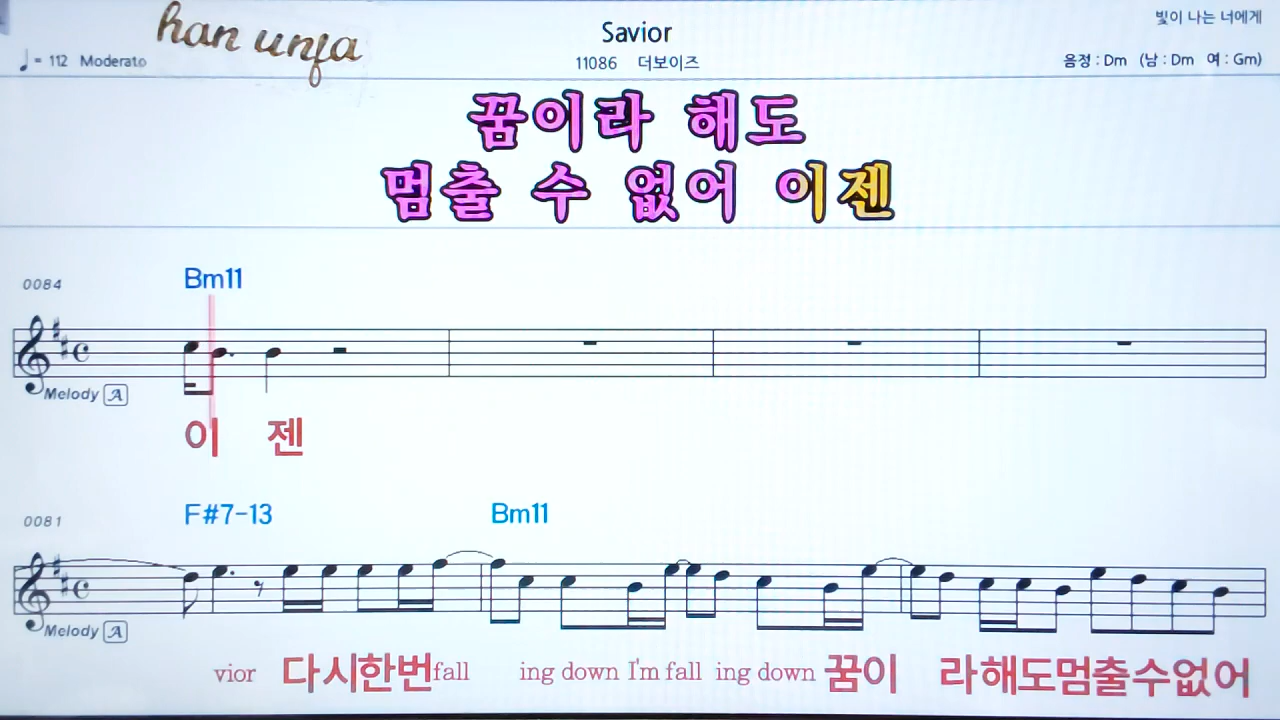 han unfa
Savior
빛이 나는 너에게
♩= 112 Moderato
11086 더보이즈
음정 : Dm (남 : Dm 여 : Gm)
꿈이라 해도
멈출 수 없어 이젠
0084
Bm11
Melody A
이 젠
0081
F#7-13 Bm11
Melody A
vior 다시한번fall ing down I'm fall ing down 꿈이 라해도멈출수없어